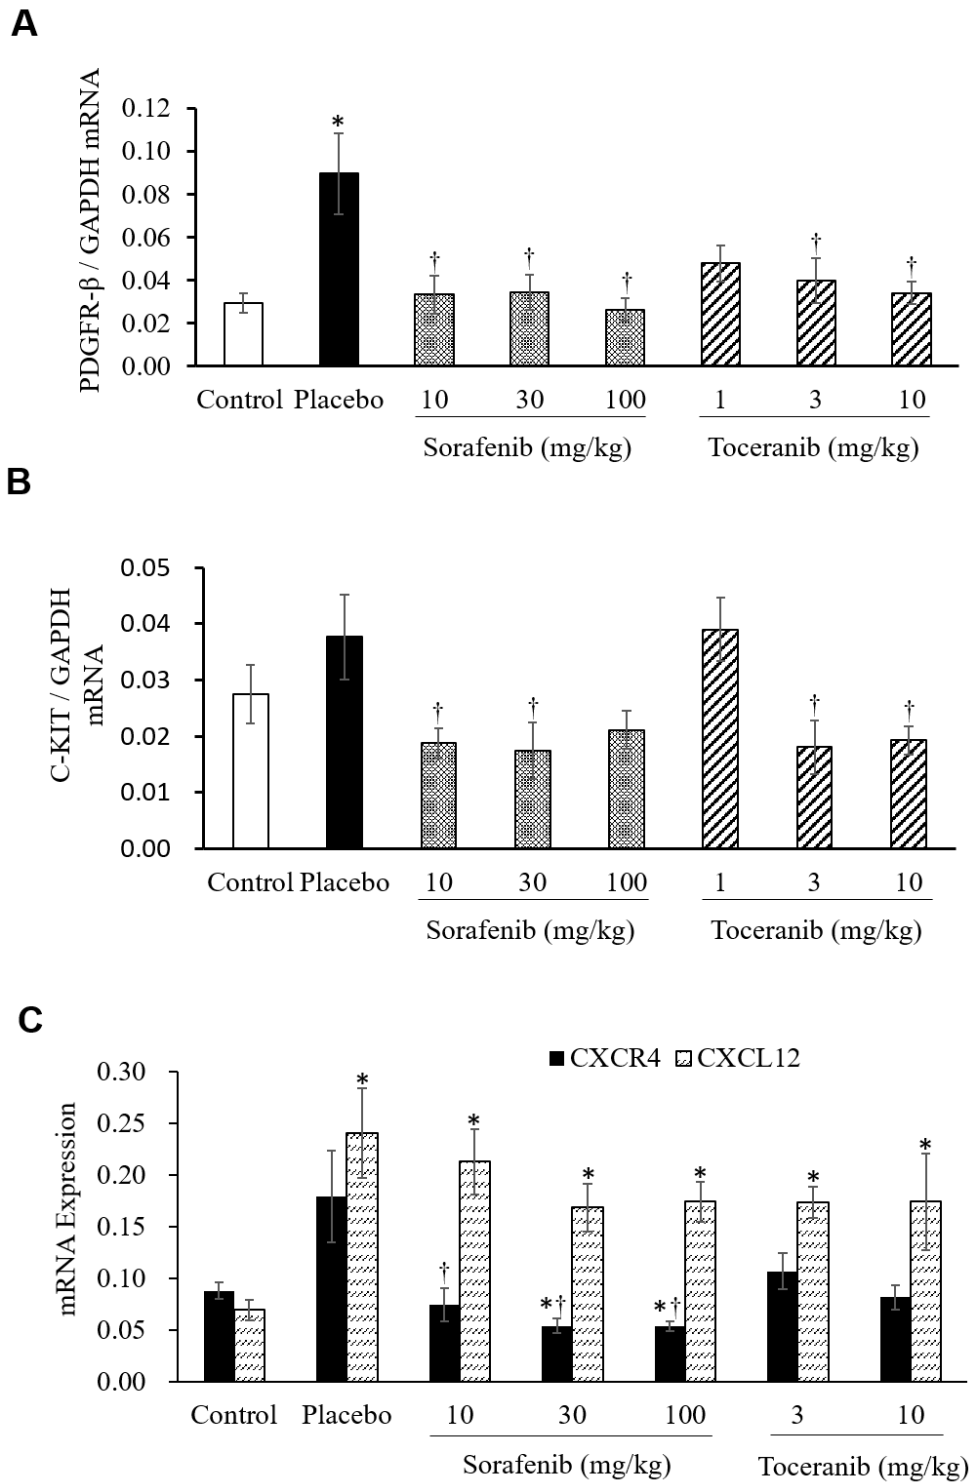 A
PDGFR-β / GAPDH mRNA
0.12
0.10
0.08
0.06
0.04
0.02
0.00
*
†
†
†
†
†
Control Placebo 10 30 100 1 3 10
Sorafenib (mg/kg) Toceranib (mg/kg)
B
C-KIT / GAPDH
mRNA
0.05
0.04
0.03
0.02
0.01
0.00
†
†
†
†
Control Placebo 10 30 100 1 3 10
Sorafenib (mg/kg) Toceranib (mg/kg)
C
CXCR4 CXCL12
mRNA Expression
0.30
0.25
0.20
0.15
0.10
0.05
0.00
*
*
*
*
*
*
†
*†
*†
Control Placebo 10 30 100 3 10
Sorafenib (mg/kg) Toceranib (mg/kg)